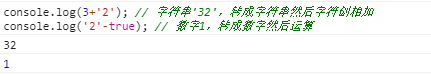 console.log(3+'2'); // 字符串'32'，转成字符串然后字符创相加
console.log('2'-true); // 数字1，转成数字然后运算
32
1